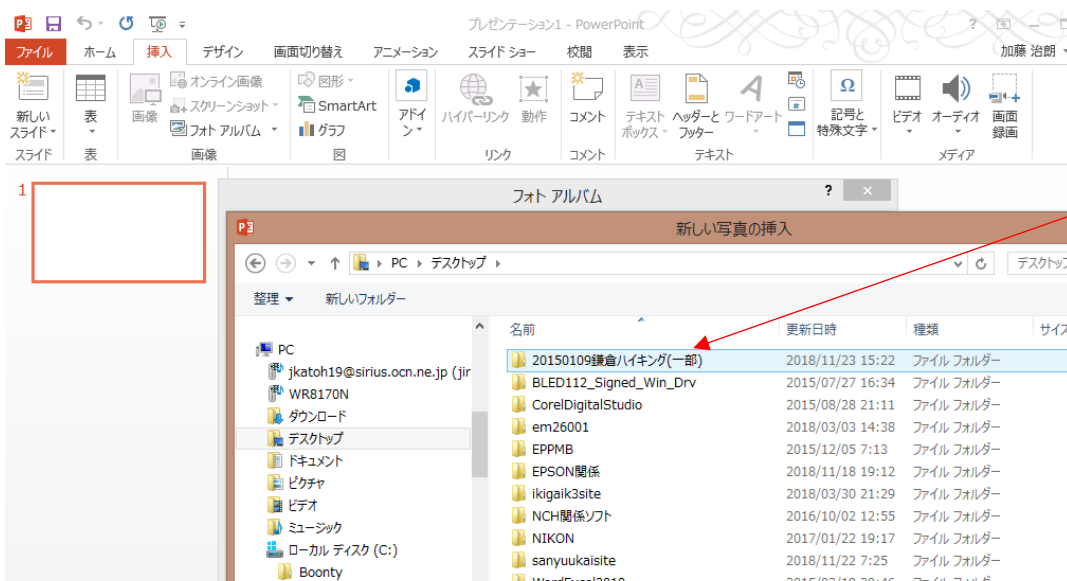 プレゼンテーション1 - PowerPoint
ファイル ホーム 挿入 デザイン 画面切り替え アニメーション スライド ショー 校閲 表示 加藤 治朗
新しい スライド
表
画像
オンライン画像
スクリーンショット
フォト アルバム
図形
SmartArt
グラフ
アドイン
ハイパーリンク
動作
コメント
テキスト ボックス
ヘッダーと フッター
ワードアート
記号と 特殊文字
ビデオ
オーディオ
画面 録画
スライド 表 画像 図 リンク コメント テキスト メディア
1
フォト アルバム ?
新しい写真の挿入
PC デスクトップ
整理 新しいフォルダー
名前 更新日時 種類
PC
jkatoh19@sirius.ocn.ne.jp (jir
WR8170N
ダウンロード
デスクトップ
ドキュメント
ピクチャ
ビデオ
ミュージック
ローカル ディスク (C:)
Boonty
20150109鎌倉ハイキング(一部) 2018/11/23 15:22 ファイル フォルダー
BLED112_Signed_Win_Drv 2015/07/27 16:34 ファイル フォルダー
CorelDigitalStudio 2015/08/28 21:11 ファイル フォルダー
em26001 2018/03/03 14:38 ファイル フォルダー
EPPMB 2015/12/05 7:13 ファイル フォルダー
EPSON関係 2018/11/18 19:12 ファイル フォルダー
ikigaik3site 2018/03/30 21:29 ファイル フォルダー
NCH関係ソフト 2016/10/02 12:55 ファイル フォルダー
NIKON 2017/01/22 19:17 ファイル フォルダー
sanyuukaisite 2018/11/22 7:25 ファイル フォルダー